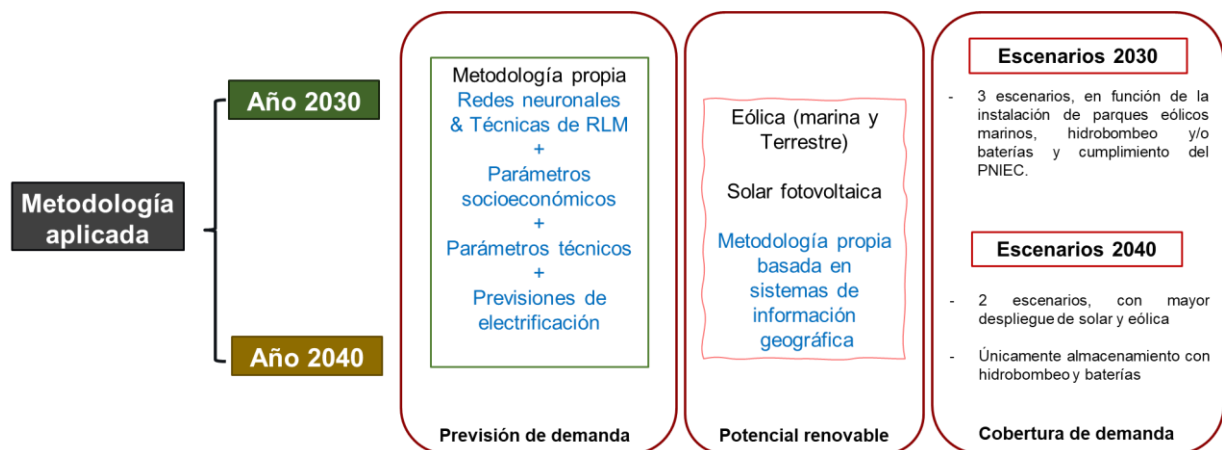 Metodología
aplicada
Año 2030
Año 2040
Metodología propia
Redes neuronales
& Técnicas de RLM
+
Parámetros
socioeconómicos
+
Parámetros técnicos
+
Previsiones de
electrificación
Previsión de demanda
Eólica (marina y
Terrestre)
Solar fotovoltaica
Metodología propia
basada en
sistemas de
información
geográfica
Potencial renovable
Escenarios 2030
- 3 escenarios, en función de la
instalación de parques eólicos
marinos, hidrobombeo y/o
baterías y cumplimiento del
PNIEC.
Escenarios 2040
- 2 escenarios, con mayor
despliegue de solar y eólica
- Únicamente almacenamiento con
hidrobombeo y baterías
Cobertura de demanda